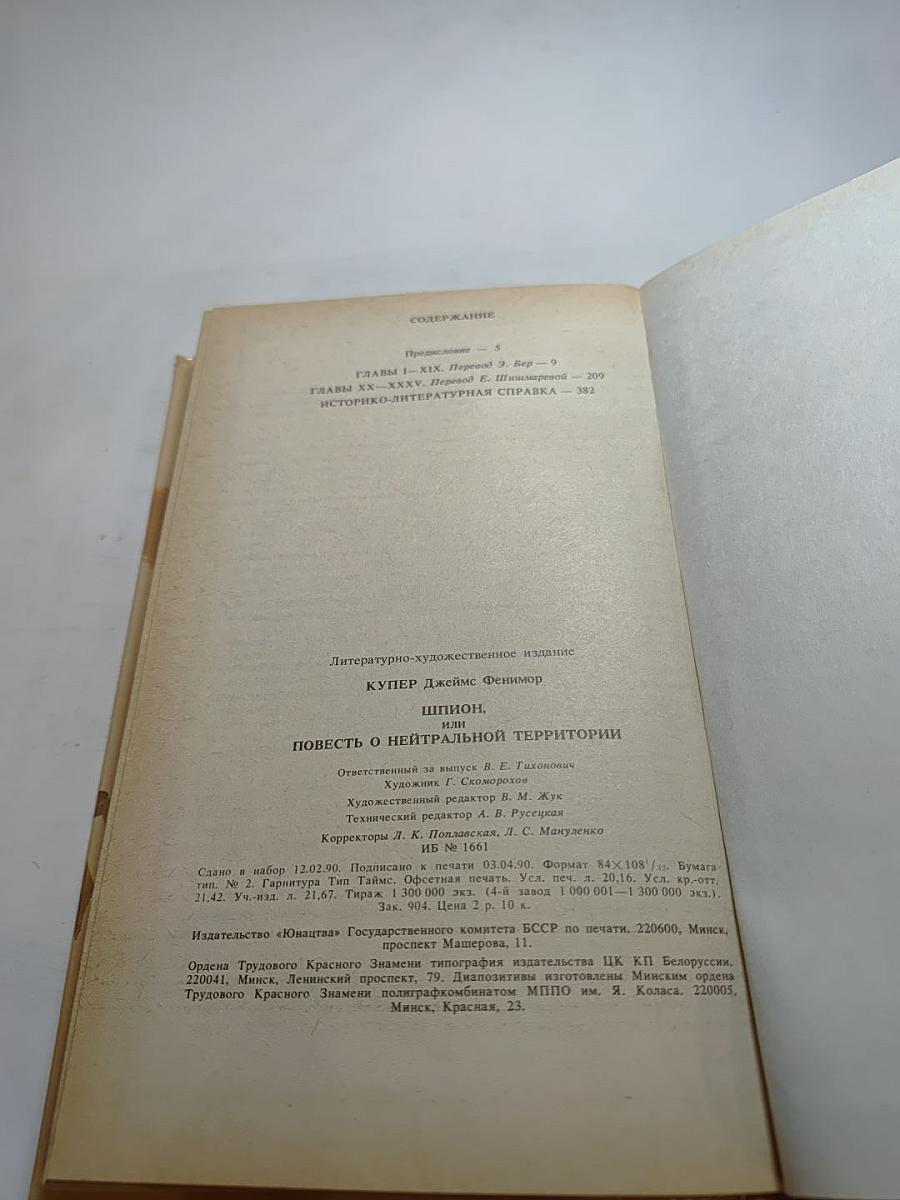 СОДЕРЖАНИЕ
Предисловие — 5
ГЛАВЫ I—XIX. Перевод Э. Бер — 9
ГЛАВЫ XX—XXXV. Перевод Е. Шишмаревой — 209
ИСТОРИКО-ЛИТЕРАТУРНАЯ СПРАВКА — 382
Литературно-художественное издание
КУПЕР Джеймс Фенимор
ШПИОН,
или
ПОВЕСТЬ О НЕЙТРАЛЬНОЙ ТЕРРИТОРИИ
Ответственный за выпуск В. Е. Тихонович
Художник Г. Скоморохов
Художественный редактор В. М. Жук
Технический редактор А. В. Русецкая
Корректоры Л. К. Поплавская, Л. С. Мануленко
ИБ № 1661
Сдано в набор 12.02.90. Подписано к печати 03.04.90. Формат 84×108¹/₃₂. Бумага
тип. № 2. Гарнитура Тип Таймс. Офсетная печать. Усл. печ. л. 20,16. Усл. кр.-отт.
21,42. Уч.-изд. л. 21,67. Тираж 1 300 000 экз. (4-й завод 1 000 001—1 300 000 экз.).
Зак. 904. Цена 2 р. 10 к.
Издательство «Юнацтва» Государственного комитета БССР по печати. 220600, Минск,
проспект Машерова, 11.
Ордена Трудового Красного Знамени типография издательства ЦК КП Белоруссии.
220041, Минск, Ленинский проспект, 79. Диапозитивы изготовлены Минским ордена
Трудового Красного Знамени полиграфкомбинатом МППО им. Я. Коласа. 220005,
Минск, Красная, 23.